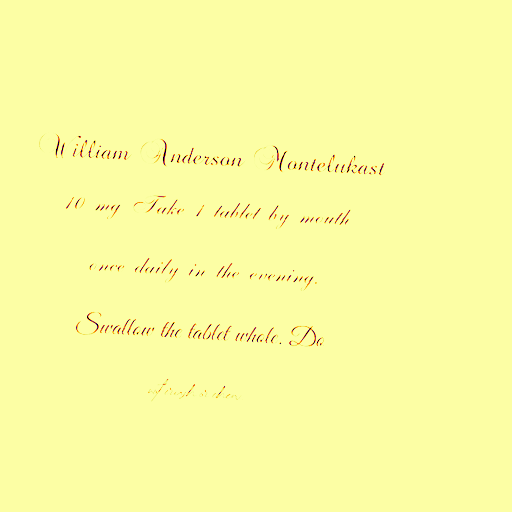 William Anderson Montelukast
10 mg Take 1 tablet by mouth
once daily in the evening.
Swallow the tablet whole. Do